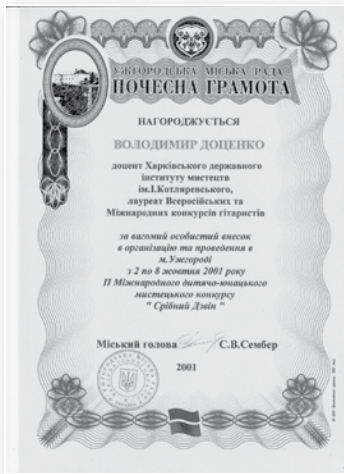 УЖГОРОДСЬКА МІСЬКА РАДА
ПОЧЕСНА ГРАМОТА
НАГОРОДЖУЄТЬСЯ
ВОЛОДИМИР ДОЦЕНКО
доцент Харківського державного
інституту мистецтв
ім.І.Котляревського,
лауреат Всеросійських та
Міжнародних конкурсів гітаристів
за вагомий особистий внесок
в організацію та проведення в
м.Ужгороді
з 2 по 8 жовтня 2001 року
ІІ Міжнародного дитячо-юнацького
мистецького конкурсу
" Срібний Дзвін "
Міський голова С.В.Сембер
2001